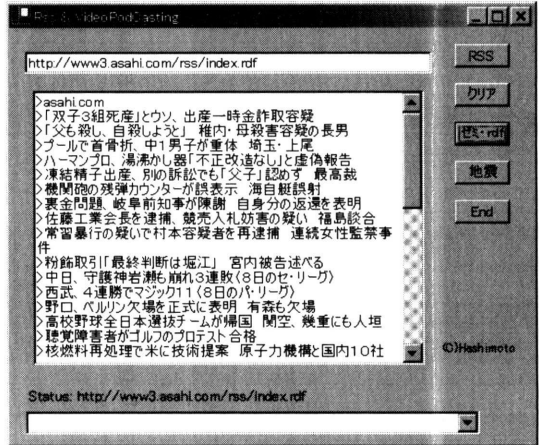 Rss & VideoPodCasting
http://www3.asahi.com/rss/index.rdf
RSS
クリア
ゼミ・rdf
地震
End
>asahi.com
>「双子3組死産」とウソ、出産一時金詐取容疑
>「父も殺し、自殺しようと」 稚内・母殺害容疑の長男
>プールで首骨折、中1男子が重体 埼玉・上尾
>ハーマンプロ、湯沸かし器「不正改造なし」と虚偽報告
>凍結精子出産、別の訴訟でも「父子」認めず 最高裁
>機関砲の残弾カウンターが誤表示 海自艇誤射
>裏金問題、岐阜前知事が陳謝 自身分の返還を表明
>佐藤工業会長を逮捕、競売入札妨害の疑い 福島談合
>常習暴行の疑いで村本容疑者を再逮捕 連続女性監禁事
件
>粉飾取引「最終判断は堀江」 宮内被告述べる
>中日、守護神岩瀬も崩れ3連敗〈8日のセ・リーグ〉
>西武、4連勝でマジック11〈8日のパ・リーグ〉
>野口、ベルリン欠場を正式に表明 有森も欠場
>高校野球全日本選抜チームが帰国 関空、幾重にも人垣
>聴覚障害者がゴルフのプロテスト合格
>核燃料再処理で米に技術提案 原子力機構と国内10社
(C)Hashimoto
Status: http://www3.asahi.com/rss/index.rdf